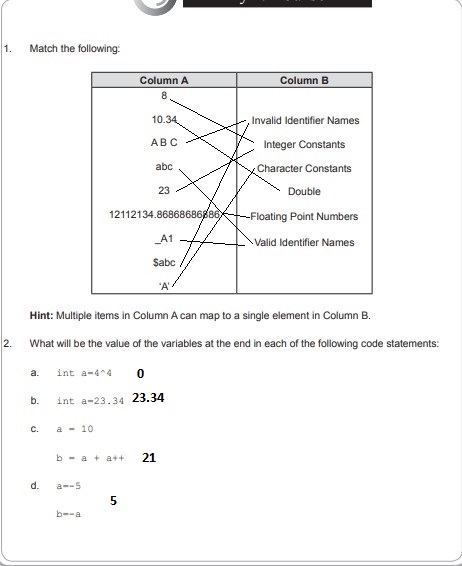 1. Match the following:
Column A Column B
8
10.34 Invalid Identifier Names
A B C Integer Constants
abc Character Constants
23 Double
12112134.86868686886 Floating Point Numbers
_A1 Valid Identifier Names
$abc
'A'
Hint: Multiple items in Column A can map to a single element in Column B.
2. What will be the value of the variables at the end in each of the following code statements:
a. int a=4^4 0
b. int a=23.34 23.34
c. a = 10
b = a + a++ 21
d. a=-5
5
b=-a